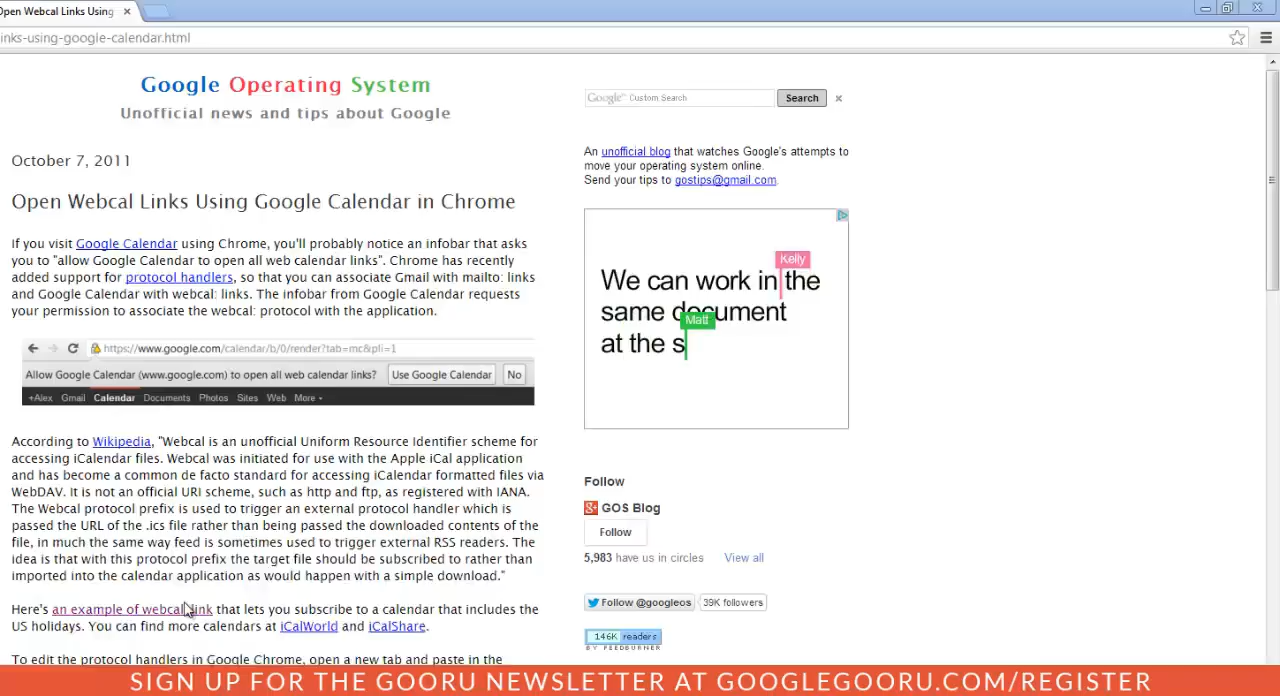 Open Webcal Links Using
inks-using-google-calendar.html
Google Operating System
Unofficial news and tips about Google
October 7, 2011
Open Webcal Links Using Google Calendar in Chrome
If you visit Google Calendar using Chrome, you'll probably notice an infobar that asks
you to "allow Google Calendar to open all web calendar links". Chrome has recently
added support for protocol handlers, so that you can associate Gmail with mailto: links
and Google Calendar with webcal: links. The infobar from Google Calendar requests
your permission to associate the webcal: protocol with the application.
https://www.google.com/calendar/b/0/render?tab=mc&pli=1
Allow Google Calendar (www.google.com) to open all web calendar links? Use Google Calendar No
+Alex Gmail Calendar Documents Photos Sites Web More
According to Wikipedia, "Webcal is an unofficial Uniform Resource Identifier scheme for
accessing iCalendar files. Webcal was initiated for use with the Apple iCal application
and has become a common de facto standard for accessing iCalendar formatted files via
WebDAV. It is not an official URI scheme, such as http and ftp, as registered with IANA.
The Webcal protocol prefix is used to trigger an external protocol handler which is
passed the URL of the .ics file rather than being passed the downloaded contents of the
file, in much the same way feed is sometimes used to trigger external RSS readers. The
idea is that with this protocol prefix the target file should be subscribed to rather than
imported into the calendar application as would happen with a simple download."
Here's an example of webcal link that lets you subscribe to a calendar that includes the
US holidays. You can find more calendars at iCalWorld and iCalShare.
To edit the protocol handlers in Google Chrome, open a new tab and paste in the
Google™ Custom Search Search ×
An unofficial blog that watches Google's attempts to
move your operating system online.
Send your tips to gostips@gmail.com.
Kelly
We can work in the
same document
Matt
at the s
Follow
GOS Blog
Follow
5,983 have us in circles View all
Follow @googleos 39K followers
146K readers
BY FEEDBURNER
SIGN UP FOR THE GOORU NEWSLETTER AT GOOGLEGOORU.COM/REGISTER